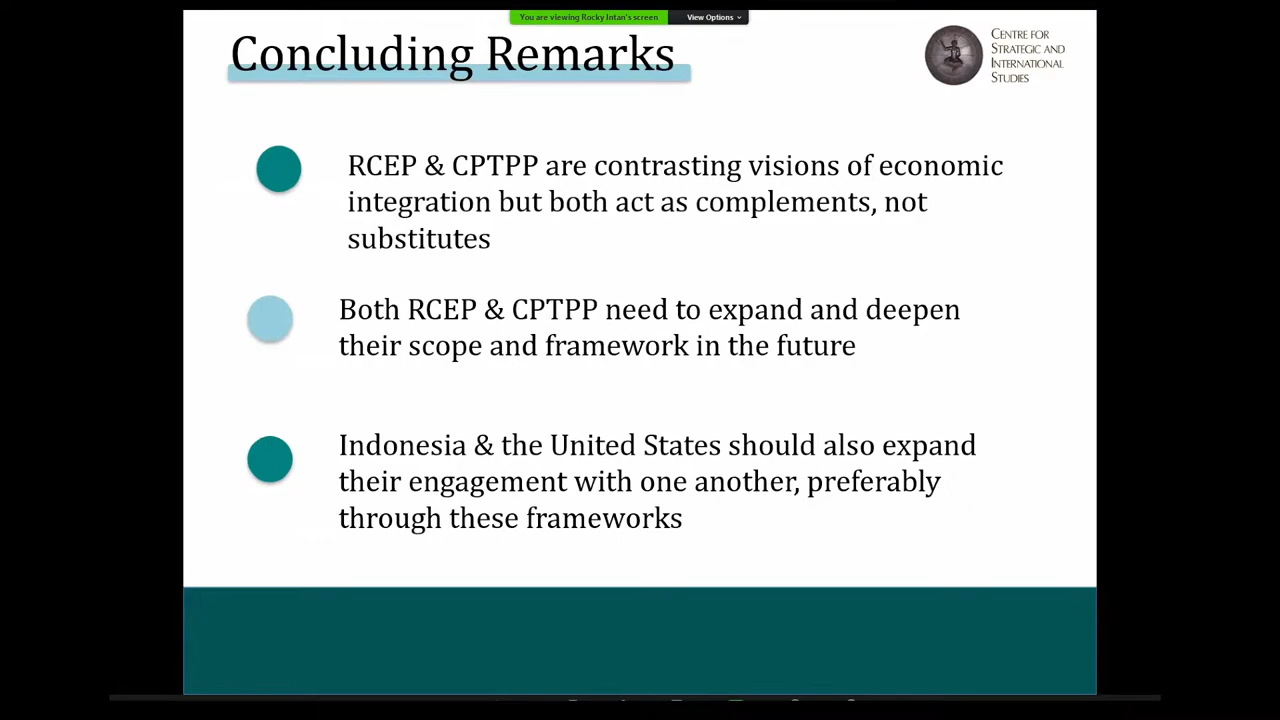 You are viewing Rocky Intan's screen
View Options
Concluding Remarks
CENTRE FOR
STRATEGIC AND
INTERNATIONAL
STUDIES
RCEP & CPTPP are contrasting visions of economic
integration but both act as complements, not
substitutes
Both RCEP & CPTPP need to expand and deepen
their scope and framework in the future
Indonesia & the United States should also expand
their engagement with one another, preferably
through these frameworks